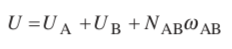 U = U_A + U_B + N_AB ω_AB